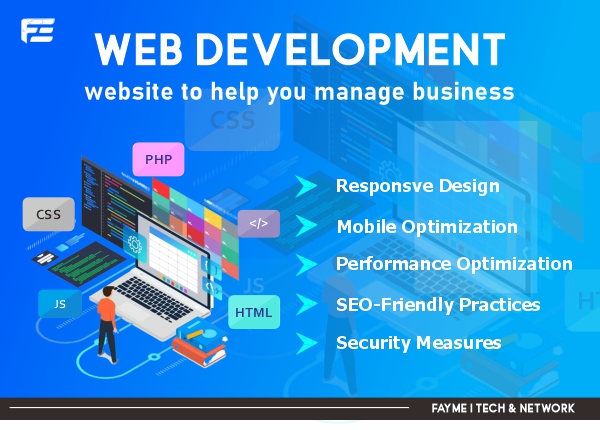 FE
WEB DEVELOPMENT
website to help you manage business
CSS
PHP
CSS
</>
JS
JS
HTML
Responsve Design
Mobile Optimization
Performance Optimization
SEO-Friendly Practices
Security Measures
FAYME | TECH & NETWORK